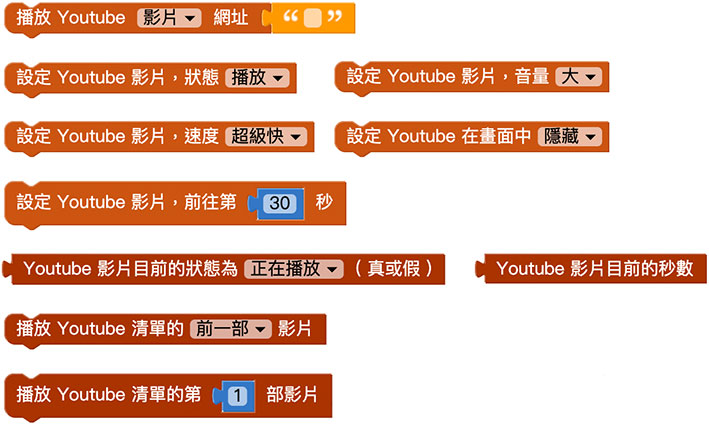 播放 Youtube 影片 網址 “ ”
設定 Youtube 影片，狀態 播放
設定 Youtube 影片，音量 大
設定 Youtube 影片，速度 超級快
設定 Youtube 在畫面中 隱藏
設定 Youtube 影片，前往第 30 秒
Youtube 影片目前的狀態為 正在播放 （真或假）
Youtube 影片目前的秒數
播放 Youtube 清單的 前一部 影片
播放 Youtube 清單的第 1 部影片